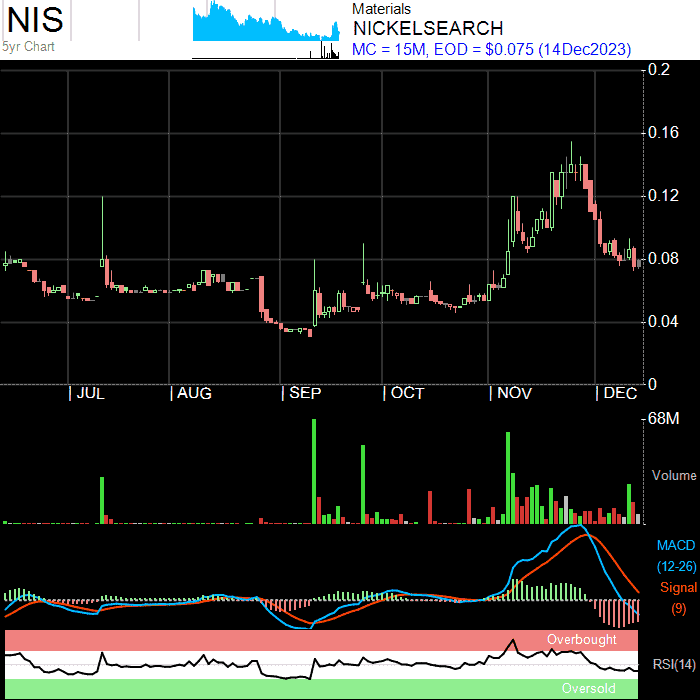 NIS
5yr Chart
Materials
NICKELSEARCH
MC = 15M, EOD = $0.075 (14Dec2023)
0.2
0.16
0.12
0.08
0.04
0
| JUL | AUG | SEP | OCT | NOV | DEC
68M
Volume
MACD
(12-26)
Signal
(9)
Overbought
RSI(14)
Oversold